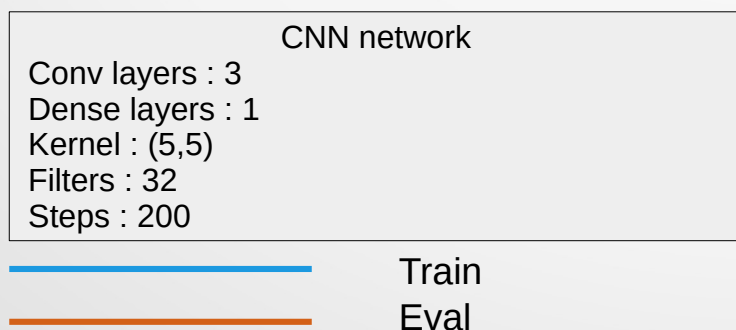 CNN network
Conv layers : 3
Dense layers : 1
Kernel : (5,5)
Filters : 32
Steps : 200
Train
Eval